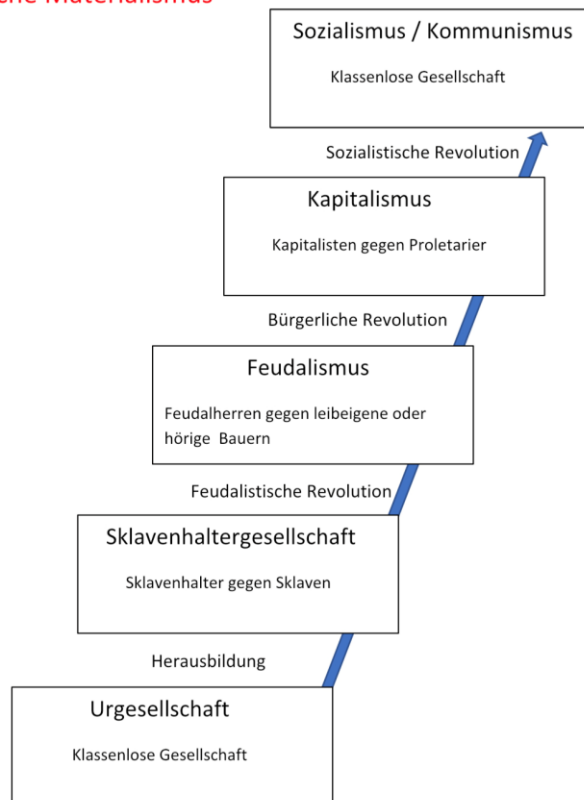 Materialismus
Sozialismus / Kommunismus
Klassenlose Gesellschaft
Sozialistische Revolution
Kapitalismus
Kapitalisten gegen Proletarier
Bürgerliche Revolution
Feudalismus
Feudalherren gegen leibeigene oder
hörige Bauern
Feudalistische Revolution
Sklavenhaltergesellschaft
Sklavenhalter gegen Sklaven
Herausbildung
Urgesellschaft
Klassenlose Gesellschaft